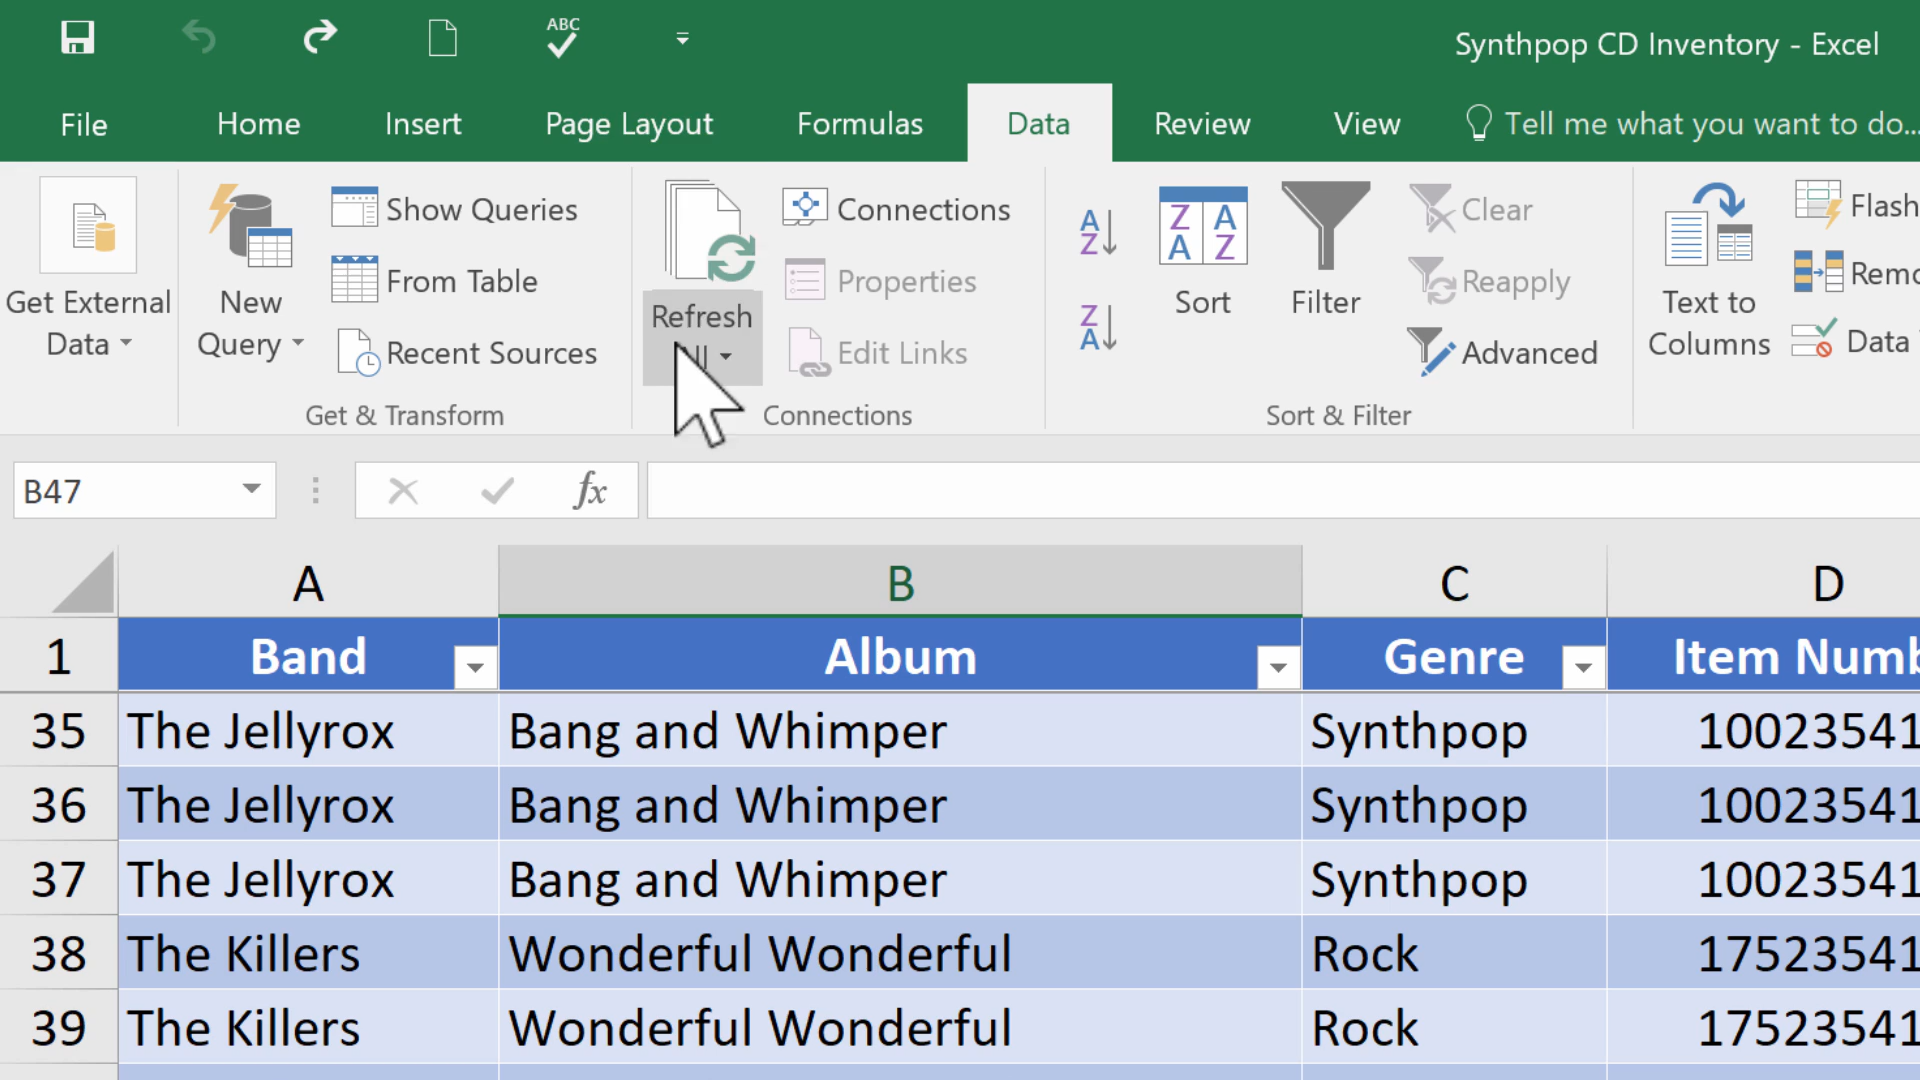 ABC
Synthpop CD Inventory - Excel
File Home Insert Page Layout Formulas Data Review View Tell me what you want to do...
Get External Data
New Query
Show Queries
From Table
Recent Sources
Get & Transform
Refresh
Connections
Properties
Edit Links
Connections
A Z
Z A
Z A A Z
Sort
Filter
Clear
Reapply
Advanced
Sort & Filter
Text to Columns
Flash
Data
B47 fx
A B C D
1 Band Album Genre Item
35 The Jellyrox Bang and Whimper Synthpop 10023541
36 The Jellyrox Bang and Whimper Synthpop 10023541
37 The Jellyrox Bang and Whimper Synthpop 10023541
38 The Killers Wonderful Wonderful Rock 17523541
39 The Killers Wonderful Wonderful Rock 17523541